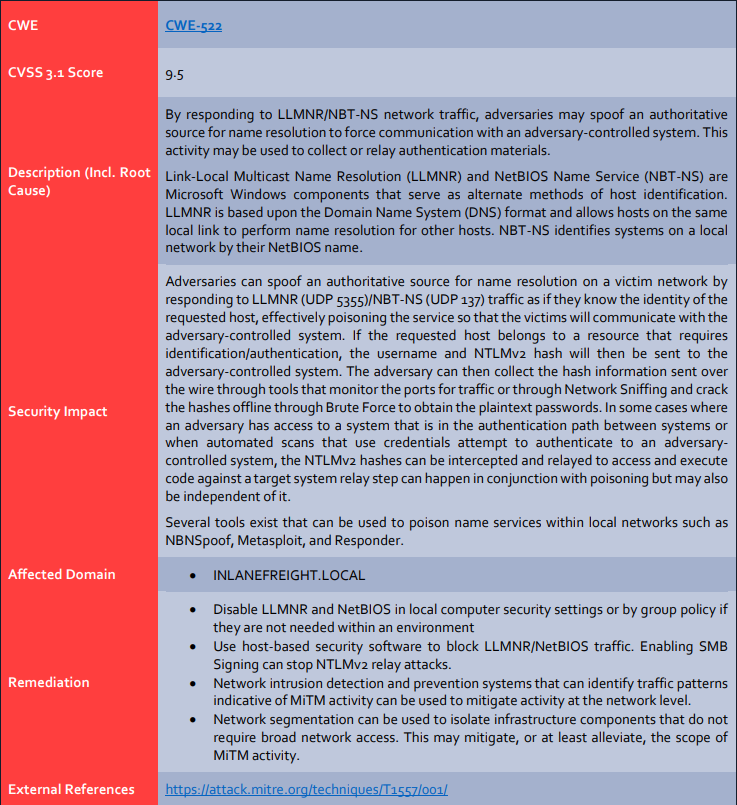 CWE
CWE-522
CVSS 3.1 Score
9.5
Description (Incl. Root
Cause)
By responding to LLMNR/NBT-NS network traffic, adversaries may spoof an authoritative
source for name resolution to force communication with an adversary-controlled system. This
activity may be used to collect or relay authentication materials.
Link-Local Multicast Name Resolution (LLMNR) and NetBIOS Name Service (NBT-NS) are
Microsoft Windows components that serve as alternate methods of host identification.
LLMNR is based upon the Domain Name System (DNS) format and allows hosts on the same
local link to perform name resolution for other hosts. NBT-NS identifies systems on a local
network by their NetBIOS name.
Security Impact
Adversaries can spoof an authoritative source for name resolution on a victim network by
responding to LLMNR (UDP 5355)/NBT-NS (UDP 137) traffic as if they know the identity of the
requested host, effectively poisoning the service so that the victims will communicate with the
adversary-controlled system. If the requested host belongs to a resource that requires
identification/authentication, the username and NTLMv2 hash will then be sent to the
adversary-controlled system. The adversary can then collect the hash information sent over
the wire through tools that monitor the ports for traffic or through Network Sniffing and crack
the hashes offline through Brute Force to obtain the plaintext passwords. In some cases where
an adversary has access to a system that is in the authentication path between systems or
when automated scans that use credentials attempt to authenticate to an adversary-
controlled system, the NTLMv2 hashes can be intercepted and relayed to access and execute
code against a target system relay step can happen in conjunction with poisoning but may also
be independent of it.
Several tools exist that can be used to poison name services within local networks such as
NBNSpoof, Metasploit, and Responder.
Affected Domain
• INLANEFREIGHT.LOCAL
Remediation
• Disable LLMNR and NetBIOS in local computer security settings or by group policy if
they are not needed within an environment
• Use host-based security software to block LLMNR/NetBIOS traffic. Enabling SMB
Signing can stop NTLMv2 relay attacks.
• Network intrusion detection and prevention systems that can identify traffic patterns
indicative of MiTM activity can be used to mitigate activity at the network level.
• Network segmentation can be used to isolate infrastructure components that do not
require broad network access. This may mitigate, or at least alleviate, the scope of
MiTM activity.
External References
https://attack.mitre.org/techniques/T1557/001/